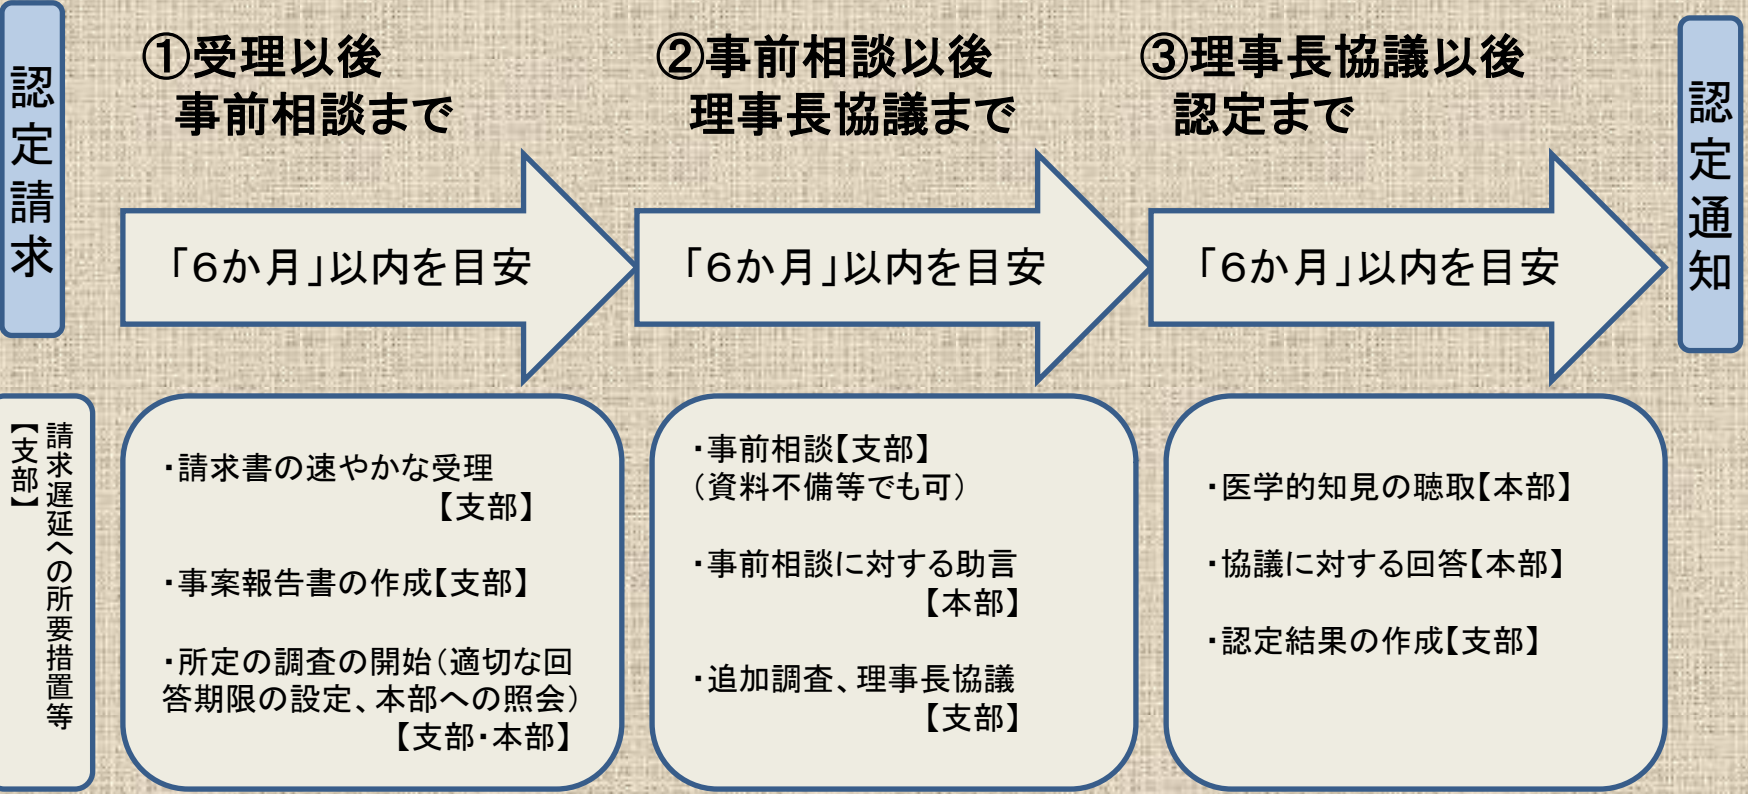 認定請求
①受理以後
事前相談まで
②事前相談以後
理事長協議まで
③理事長協議以後
認定まで
認定通知
「6か月」以内を目安
「6か月」以内を目安
「6か月」以内を目安
請求遅延への所要措置等
【支部】
・請求書の速やかな受理
【支部】
・事案報告書の作成【支部】
・所定の調査の開始(適切な回
答期限の設定、本部への照会)
【支部・本部】
・事前相談【支部】
(資料不備等でも可)
・事前相談に対する助言
【本部】
・追加調査、理事長協議
【支部】
・医学的知見の聴取【本部】
・協議に対する回答【本部】
・認定結果の作成【支部】